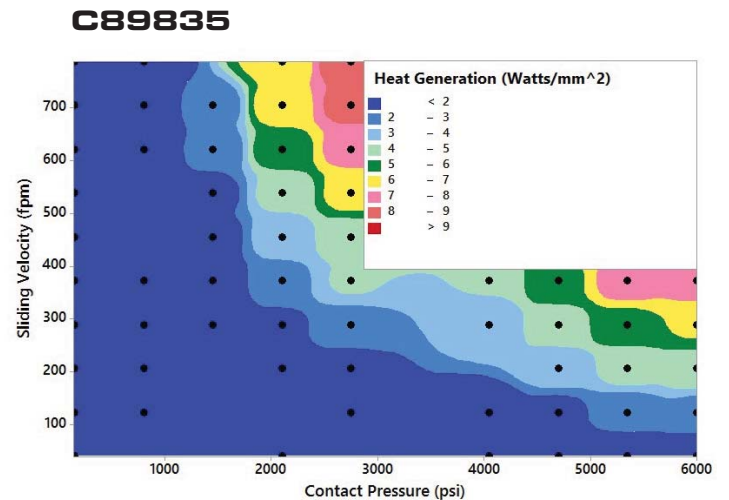 C89835
Heat Generation (Watts/mm^2)
< 2
2 – 3
3 – 4
4 – 5
5 – 6
6 – 7
7 – 8
8 – 9
> 9
Sliding Velocity (fpm)
700
600
500
400
300
200
100
1000 2000 3000 4000 5000 6000
Contact Pressure (psi)